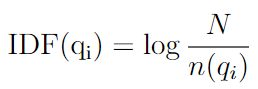 IDF(qᵢ) = log N / n(qᵢ)